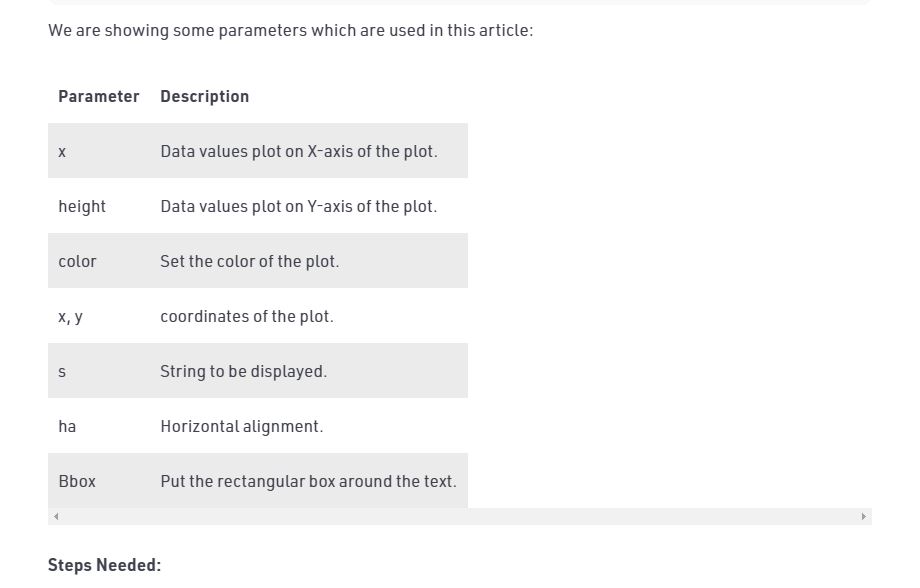 We are showing some parameters which are used in this article:
Parameter Description
x Data values plot on X-axis of the plot.
height Data values plot on Y-axis of the plot.
color Set the color of the plot.
x, y coordinates of the plot.
s String to be displayed.
ha Horizontal alignment.
Bbox Put the rectangular box around the text.
Steps Needed: